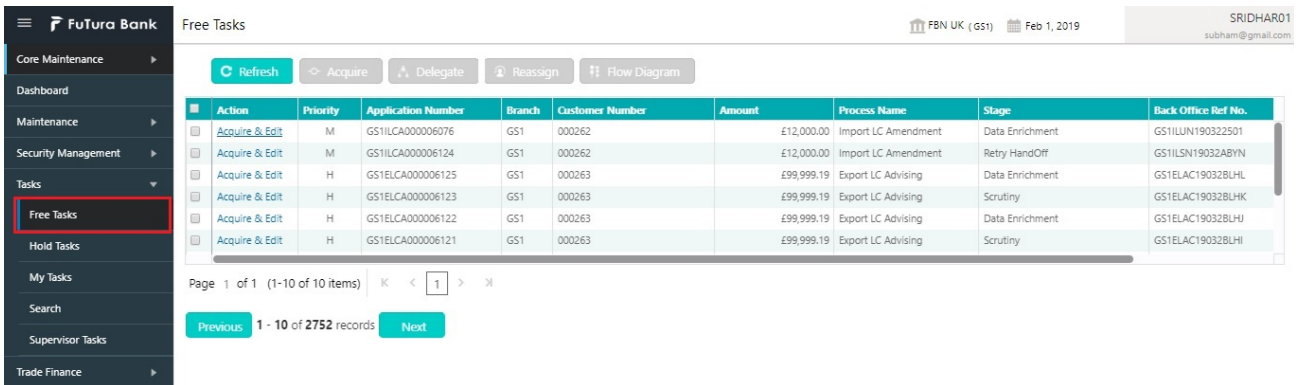 FuTura Bank
Free Tasks
FBN UK (GS1)
Feb 1, 2019
SRIDHAR01
subham@gmail.com
Core Maintenance
Dashboard
Maintenance
Security Management
Tasks
Free Tasks
Hold Tasks
My Tasks
Search
Supervisor Tasks
Trade Finance
Refresh Acquire Delegate Reassign Flow Diagram
Action Priority Application Number Branch Customer Number Amount Process Name Stage Back Office Ref No.
Acquire & Edit M GS1ILCA000006076 GS1 000262 £12,000.00 Import LC Amendment Data Enrichment GS1ILUN190322501
Acquire & Edit M GS1ILCA000006124 GS1 000262 £12,000.00 Import LC Amendment Retry HandOff GS1ILSN19032ABYN
Acquire & Edit H GS1ELCA000006125 GS1 000263 £99,999.19 Export LC Advising Data Enrichment GS1ELAC19032BLHL
Acquire & Edit H GS1ELCA000006123 GS1 000263 £99,999.19 Export LC Advising Scrutiny GS1ELAC19032BLHK
Acquire & Edit H GS1ELCA000006122 GS1 000263 £99,999.19 Export LC Advising Data Enrichment GS1ELAC19032BLHJ
Acquire & Edit H GS1ELCA000006121 GS1 000263 £99,999.19 Export LC Advising Scrutiny GS1ELAC19032BLHI
Page 1 of 1 (1-10 of 10 items) 1
Previous 1 - 10 of 2752 records Next